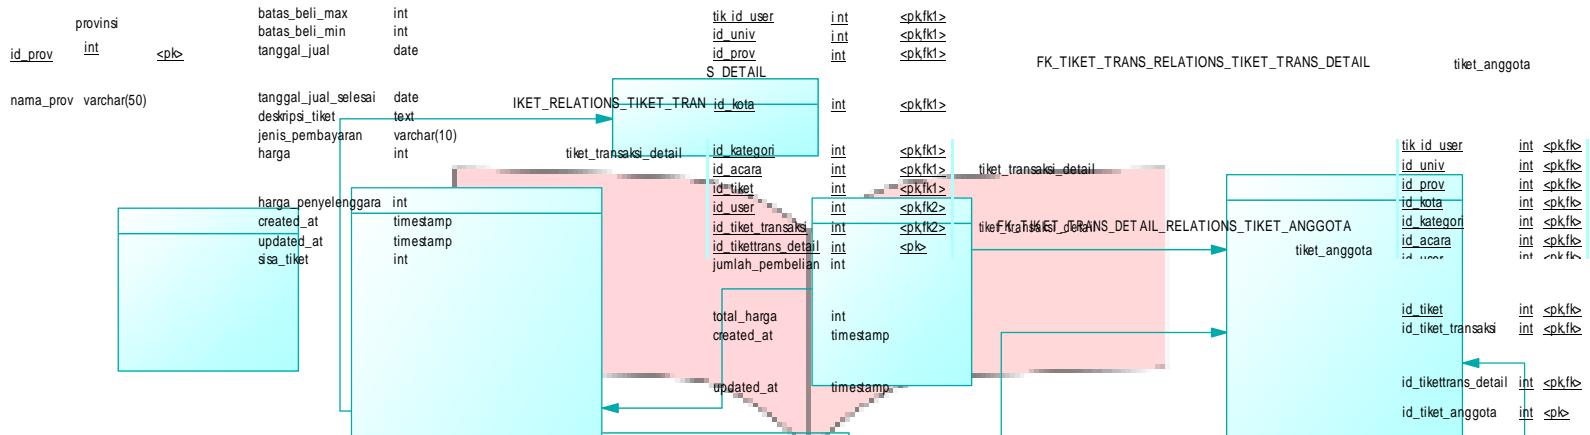 provinsi
id_prov int <pk>
nama_prov varchar(50)
batas_beli_max int
batas_beli_min int
tanggal_jual date
tanggal_jual_selesai date
deskripsi_tiket text
jenis_pembayaran varchar(10)
harga int
harga_penyelenggara int
created_at timestamp
updated_at timestamp
sisa_tiket int
IKET_RELATIONS_TIKET_TRAN
S_DETAIL
tiket_transaksi_detail
tik_id_user int <pk,fk1>
id_univ int <pk,fk1>
id_prov int <pk,fk1>
id_kota int <pk,fk1>
id_kategori int <pk,fk1>
id_acara int <pk,fk1>
id_tiket int <pk,fk1>
id_user int <pk,fk2>
id_tiket_transaksi int <pk,fk2>
id_tikettrans_detail int <pk>
jumlah_pembelian int
total_harga int
created_at timestamp
updated_at timestamp
FK_TIKET_TRANS_RELATIONS_TIKET_TRANS_DETAIL
tiket_transaksi_detail
tiket_transaksi_detail
FK_TIKET_TRANS_DETAIL_RELATIONS_TIKET_ANGGOTA
tiket_anggota
tiket_anggota
tik_id_user int <pk,fk>
id_univ int <pk,fk>
id_prov int <pk,fk>
id_kota int <pk,fk>
id_kategori int <pk,fk>
id_acara int <pk,fk>
id_user int <pk,fk>
id_tiket int <pk,fk>
id_tiket_transaksi int <pk,fk>
id_tikettrans_detail int <pk,fk>
id_tiket_anggota int <pk>